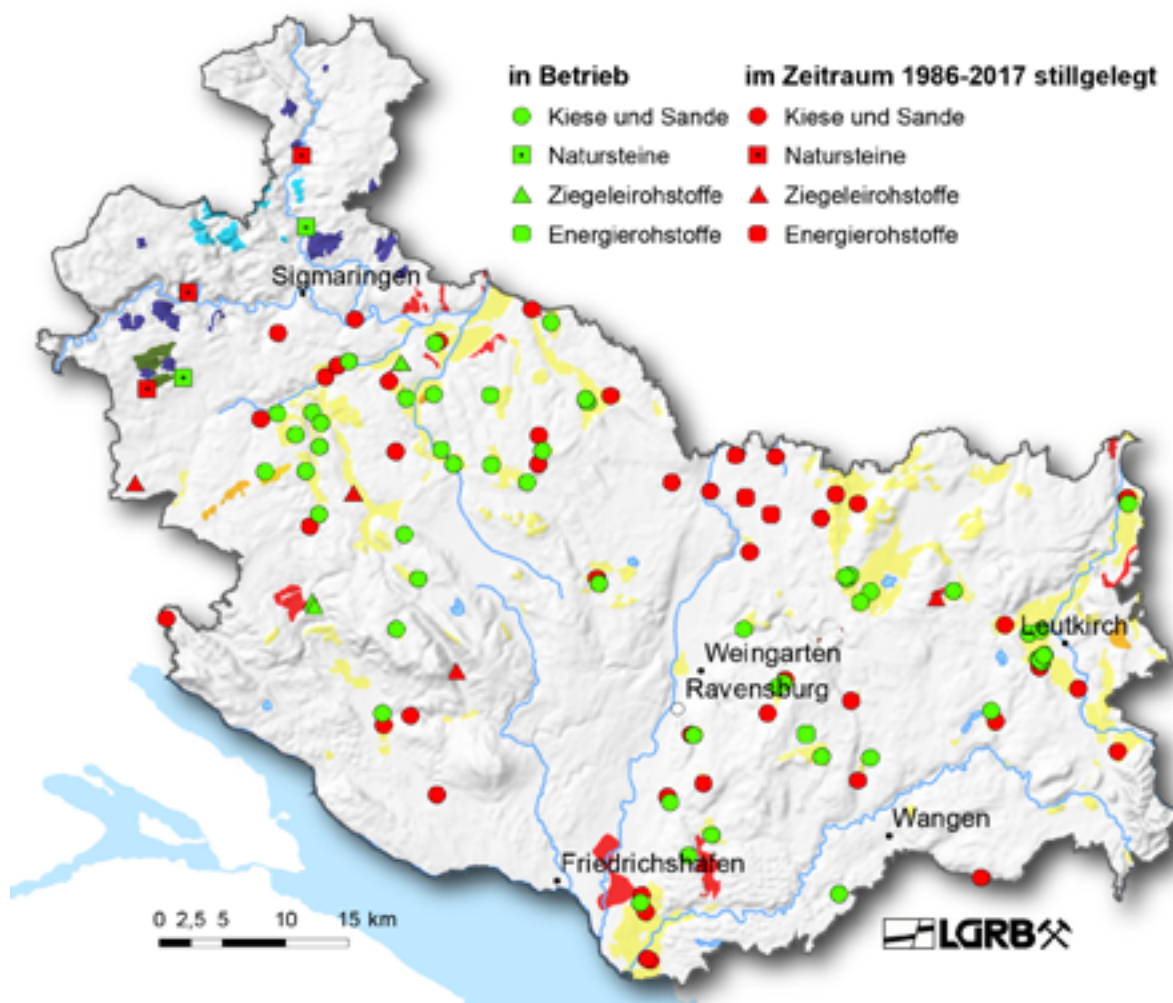 in Betrieb
im Zeitraum 1986-2017 stillgelegt
Kiese und Sande
Kiese und Sande
Natursteine
Natursteine
Ziegeleirohstoffe
Ziegeleirohstoffe
Energierohstoffe
Energierohstoffe
Sigmaringen
Leutkirch
Weingarten
Ravensburg
Wangen
Friedrichshafen
0 2,5 5 10 15 km
LGRB